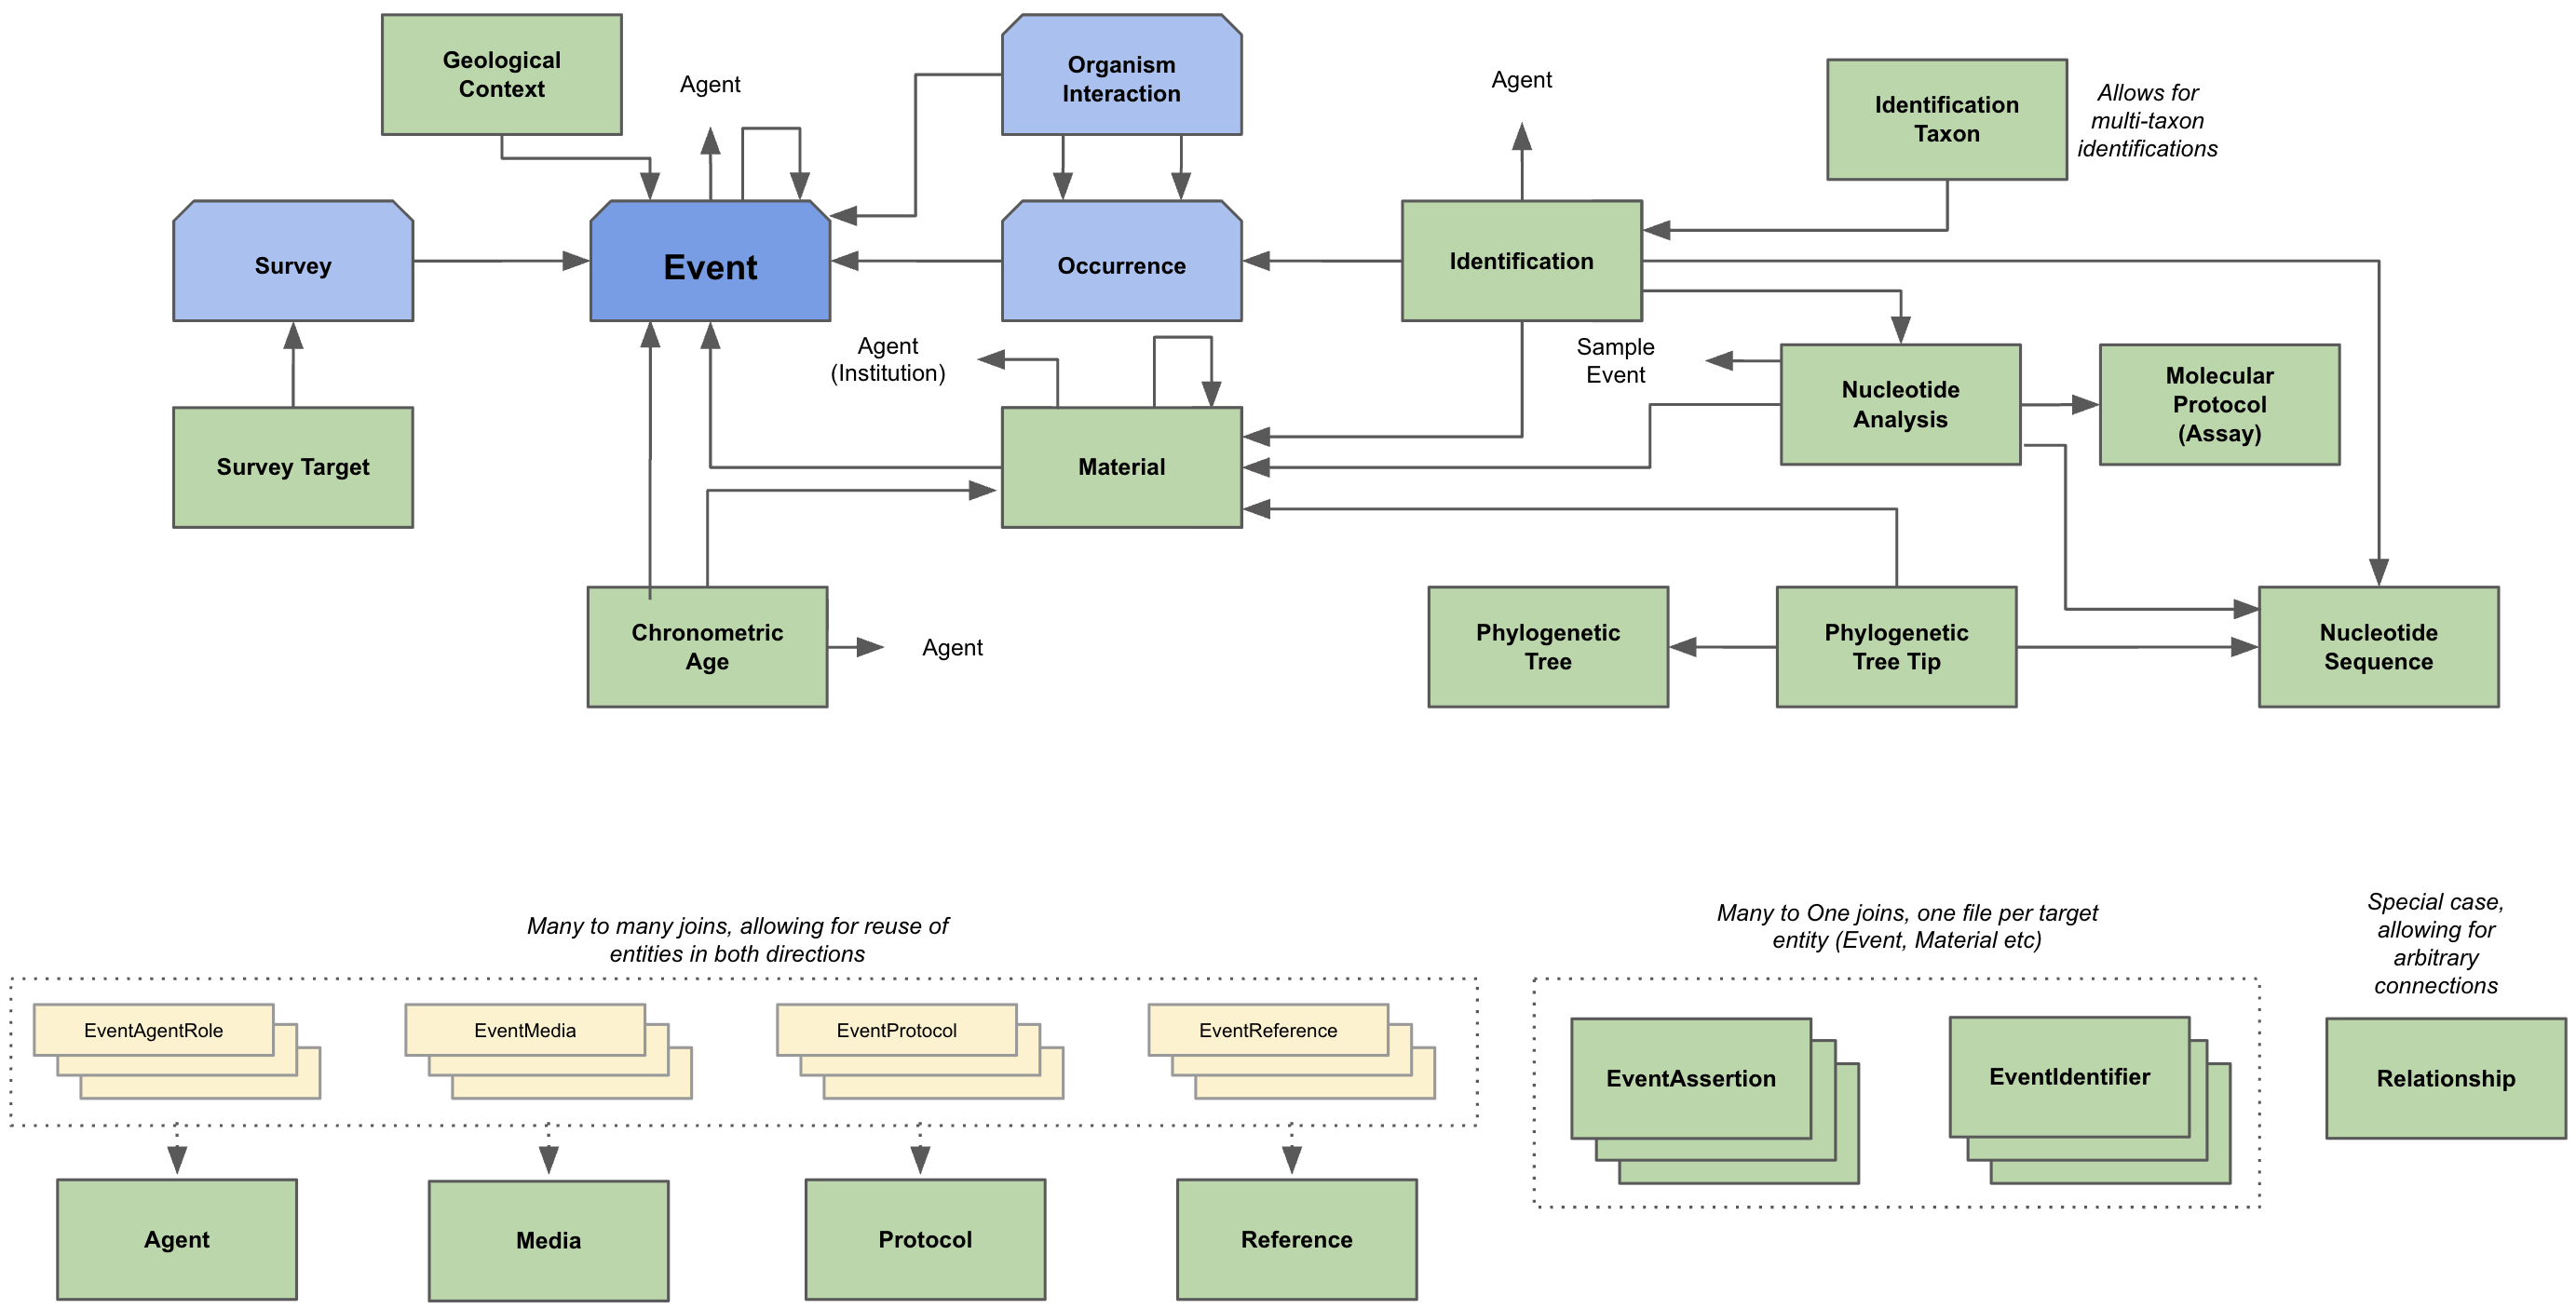 Geological
Context
Agent
Organism
Interaction
Agent
Identification
Taxon
Allows for
multi-taxon
identifications
Survey
Event
Occurrence
Identification
Agent
(Institution)
Sample
Event
Nucleotide
Analysis
Molecular
Protocol
(Assay)
Survey Target
Material
Chronometric
Age
Agent
Phylogenetic
Tree
Phylogenetic
Tree Tip
Nucleotide
Sequence
Many to many joins, allowing for reuse of
entities in both directions
Many to One joins, one file per target
entity (Event, Material etc)
Special case,
allowing for
arbitrary
connections
EventAgentRole
EventMedia
EventProtocol
EventReference
EventAssertion
EventIdentifier
Relationship
Agent
Media
Protocol
Reference